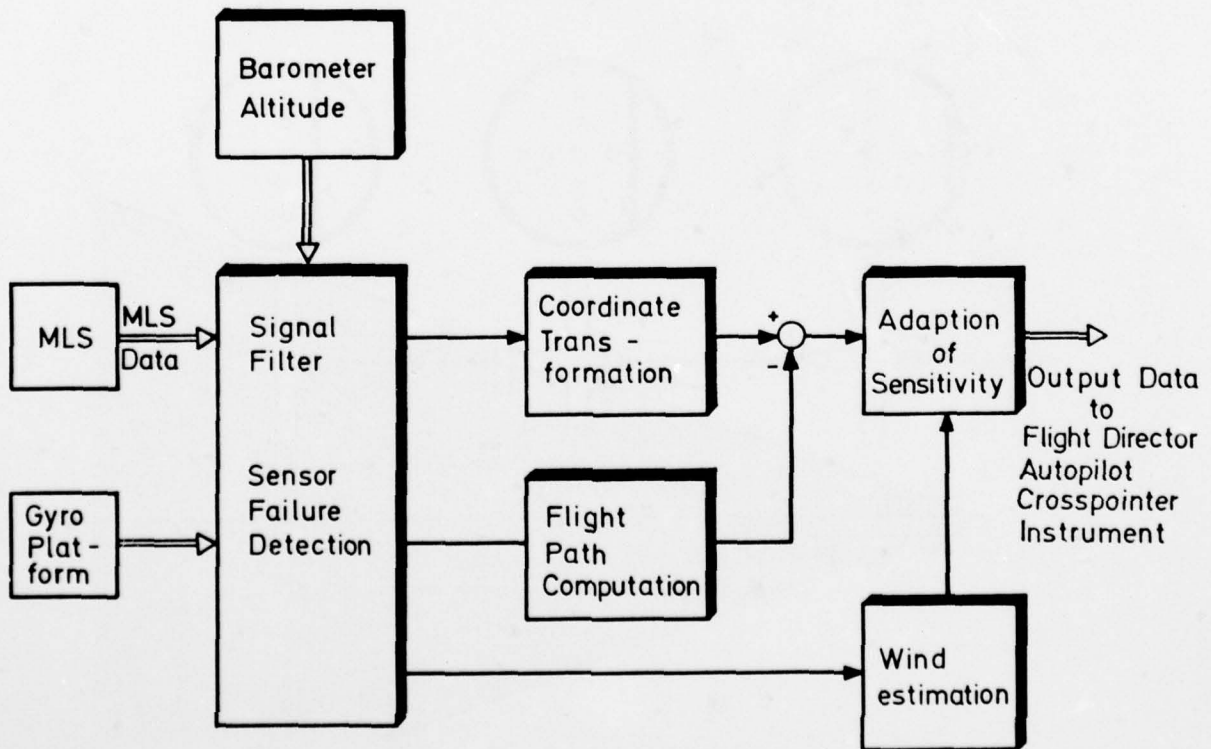 Barometer
Altitude
MLS
MLS
Data
Signal
Filter
Sensor
Failure
Detection
Gyro
Plat-
form
Coordinate
Trans -
formation
+
-
Flight
Path
Computation
Adaption
of
Sensitivity
Wind
estimation
Output Data
to
Flight Director
Autopilot
Crosspointer
Instrument